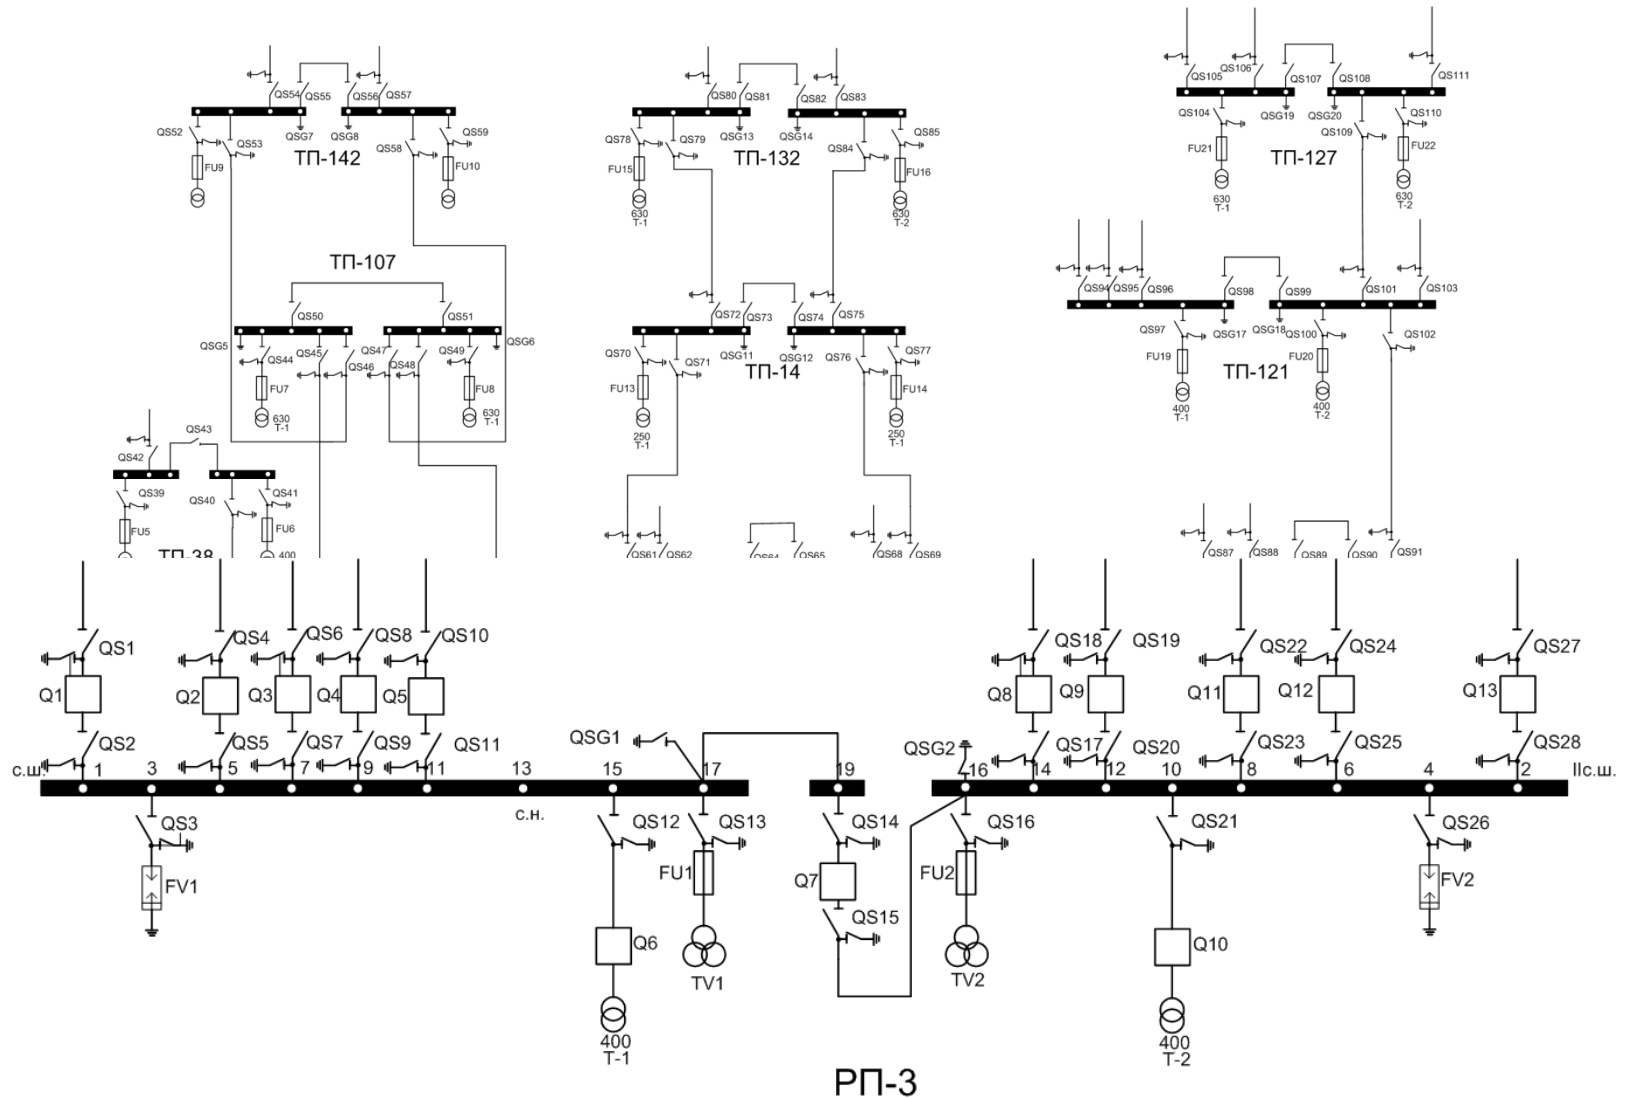 QS105 QS106 QS107 QS108 QS111
QS54 QS55 QS56 QS57
QS80 QS81 QS82 QS83
QS104 QSG19 QSG20 QS110
QS52 QS53 QSG7 QSG8 QS58 QS59
QS78 QS79 QSG13 QSG14 QS84 QS85
QS109
FU21 FU22
ТП-142 ТП-132 ТП-127
FU9 FU10 FU15 FU16
630 630
Т-1 Т-2
630 630
Т-1 Т-2
ТП-107
QS94 QS95 QS96 QS98 QS99 QS101 QS103
QS50 QS51
QS72 QS73 QS74 QS75
QS97 QSG17 QSG18 QS100 QS102
QSG5 QS44 QS45 QS46 QS47 QS48 QS49 QSG6
QS70 QS71 QSG11 QSG12 QS76 QS77
FU19 FU20
ТП-14 ТП-121
FU7 FU8 FU13 FU14
400 400
Т-1 Т-2
630 630
Т-1 Т-1
250 250
Т-1 Т-1
QS43
QS42
QS39 QS40 QS41
FU5 FU6
ТП-38 400
QS61 QS62 QS64 QS65 QS68 QS69
QS87 QS88 QS89 QS90 QS91
QS1 QS4 QS6 QS8 QS10 QS18 QS19 QS22 QS24 QS27
Q1 Q2 Q3 Q4 Q5 Q8 Q9 Q11 Q12 Q13
QS2 QS5 QS7 QS9 QS11 QSG1 QSG2 QS17 QS20 QS23 QS25 QS28
с.ш. 1 3 5 7 9 11 13 15 17 19 16 14 12 10 8 6 4 2 IIс.ш.
с.н.
QS3 QS12 QS13 QS14 QS16 QS21 QS26
FV1 FU1 Q7 FU2 FV2
QS15
Q6 Q10
TV1 TV2
400 400
Т-1 Т-2
РП-3